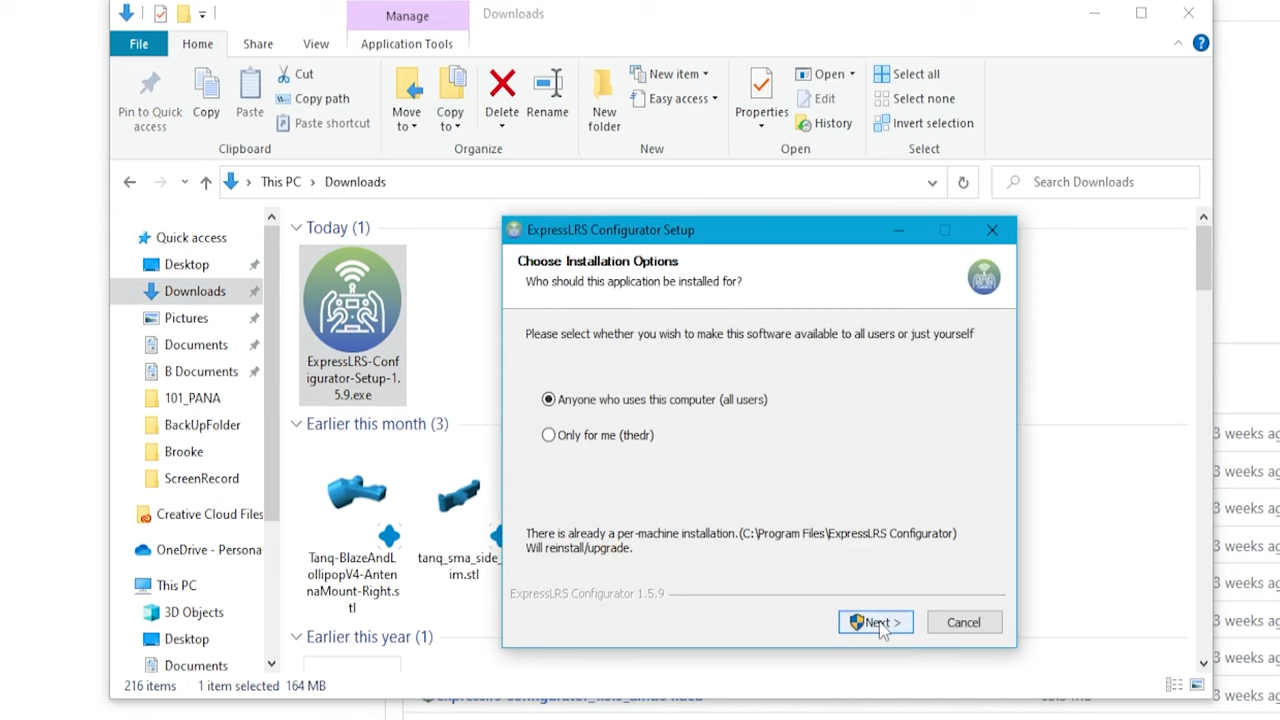 Manage
Downloads
File
Home
Share
View
Application Tools
Pin to Quick
access
Copy
Paste
Cut
Copy path
Paste shortcut
Clipboard
Move
to
Copy
to
Delete
Rename
Organize
New
folder
New item
Easy access
New
Properties
Open
Edit
History
Open
Select all
Select none
Invert selection
Select
This PC > Downloads
Search Downloads
Quick access
Desktop
Downloads
Pictures
Documents
B Documents
101_PANA
BackUpFolder
Brooke
ScreenRecord
Creative Cloud Files
OneDrive - Persona
This PC
3D Objects
Desktop
Documents
Today (1)
ExpressLRS-Conf
igurator-Setup-1.
5.9.exe
Earlier this month (3)
Tanq-BlazeAndL
ollipopV4-Anten
naMount-Right.s
tl
tanq_sma_side_
im.stl
Earlier this year (1)
ExpressLRS Configurator Setup
Choose Installation Options
Who should this application be installed for?
Please select whether you wish to make this software available to all users or just yourself
Anyone who uses this computer (all users)
Only for me (thedr)
There is already a per-machine installation.(C:\Program Files\ExpressLRS Configurator)
Will reinstall/upgrade.
ExpressLRS Configurator 1.5.9
Next >
Cancel
216 items
1 item selected 164 MB
3 weeks ag
3 weeks ag
3 weeks ag
3 weeks ag
3 weeks ag
3 weeks ag
3 weeks ag
3 weeks ag